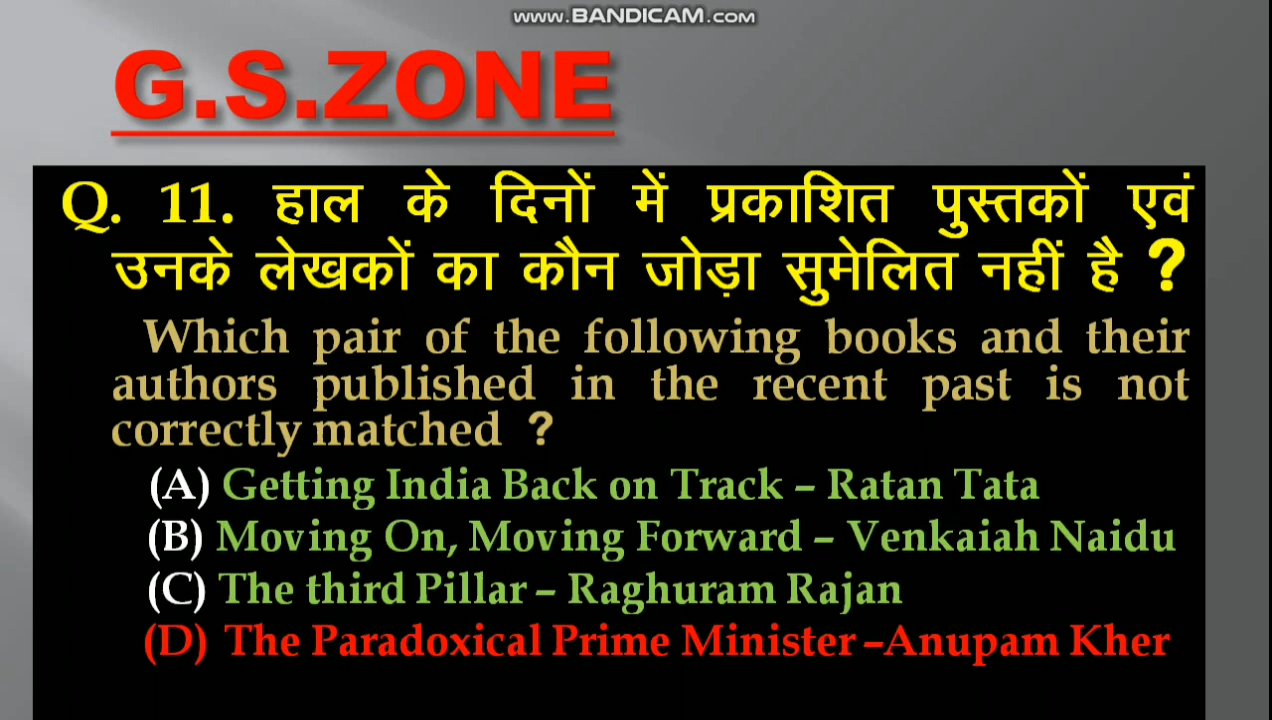 www.BANDICAM.com
G.S.ZONE
Q. 11. हाल के दिनों में प्रकाशित पुस्तकों एवं
उनके लेखकों का कौन जोड़ा सुमेलित नहीं है ?
Which pair of the following books and their
authors published in the recent past is not
correctly matched ?
(A) Getting India Back on Track – Ratan Tata
(B) Moving On, Moving Forward – Venkaiah Naidu
(C) The third Pillar – Raghuram Rajan
(D) The Paradoxical Prime Minister –Anupam Kher